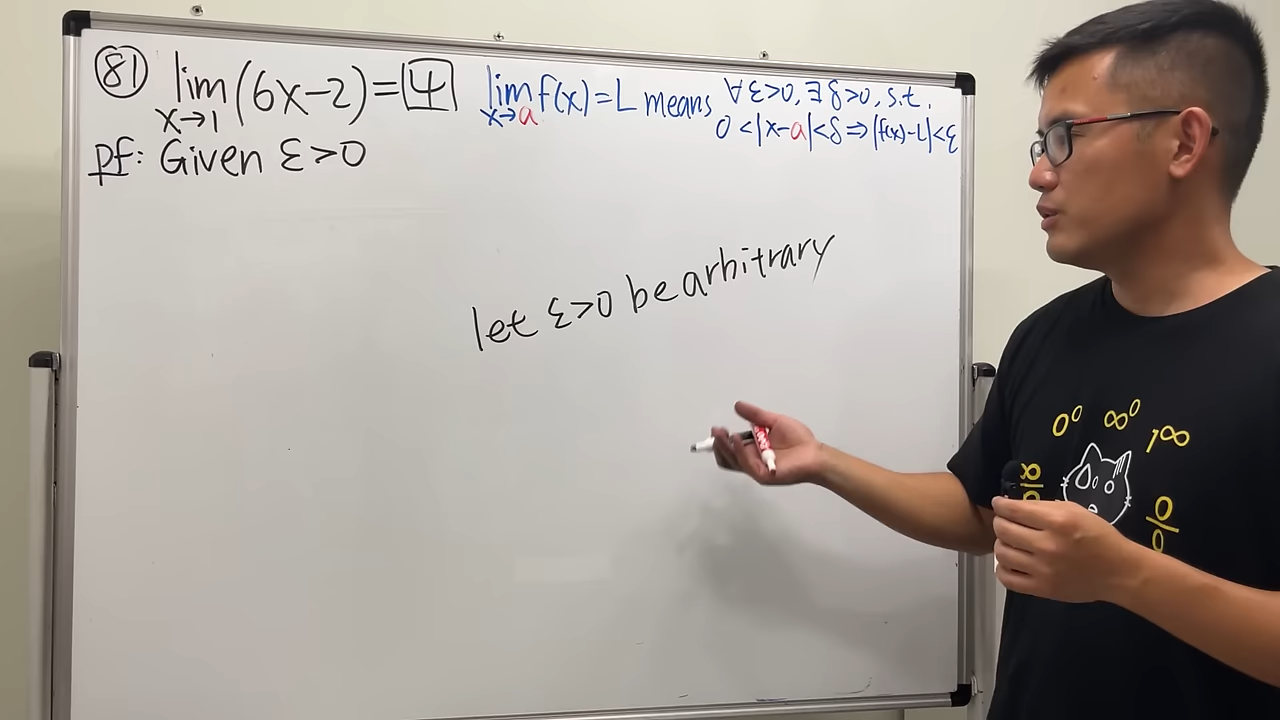 81 lim x→1 (6x-2) = 4
lim x→a f(x) = L means ∀ε>0, ∃δ>0, s.t.
0<|x-a|<δ ⇒ |f(x)-L|<ε
pf: Given ε>0
let ε>0 be arbitrary
0⁰ ∞⁰ 1^∞
0/0